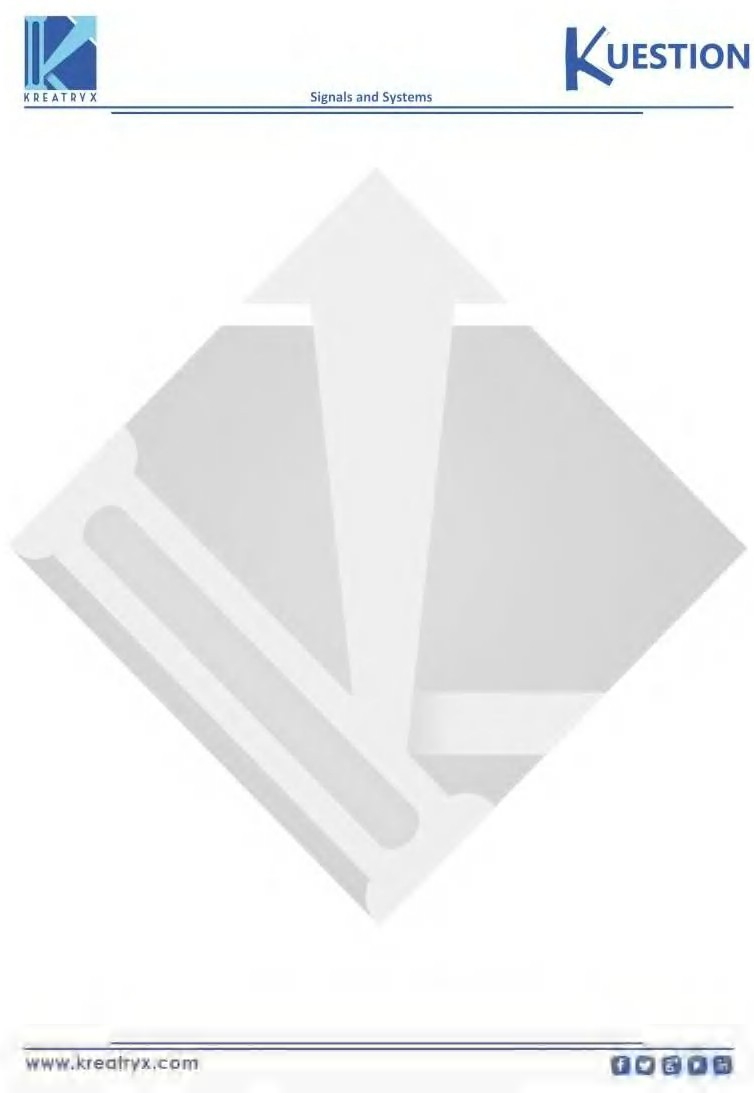 KREATRYX
KUESTION
Signals and Systems
www.kreatryx.com